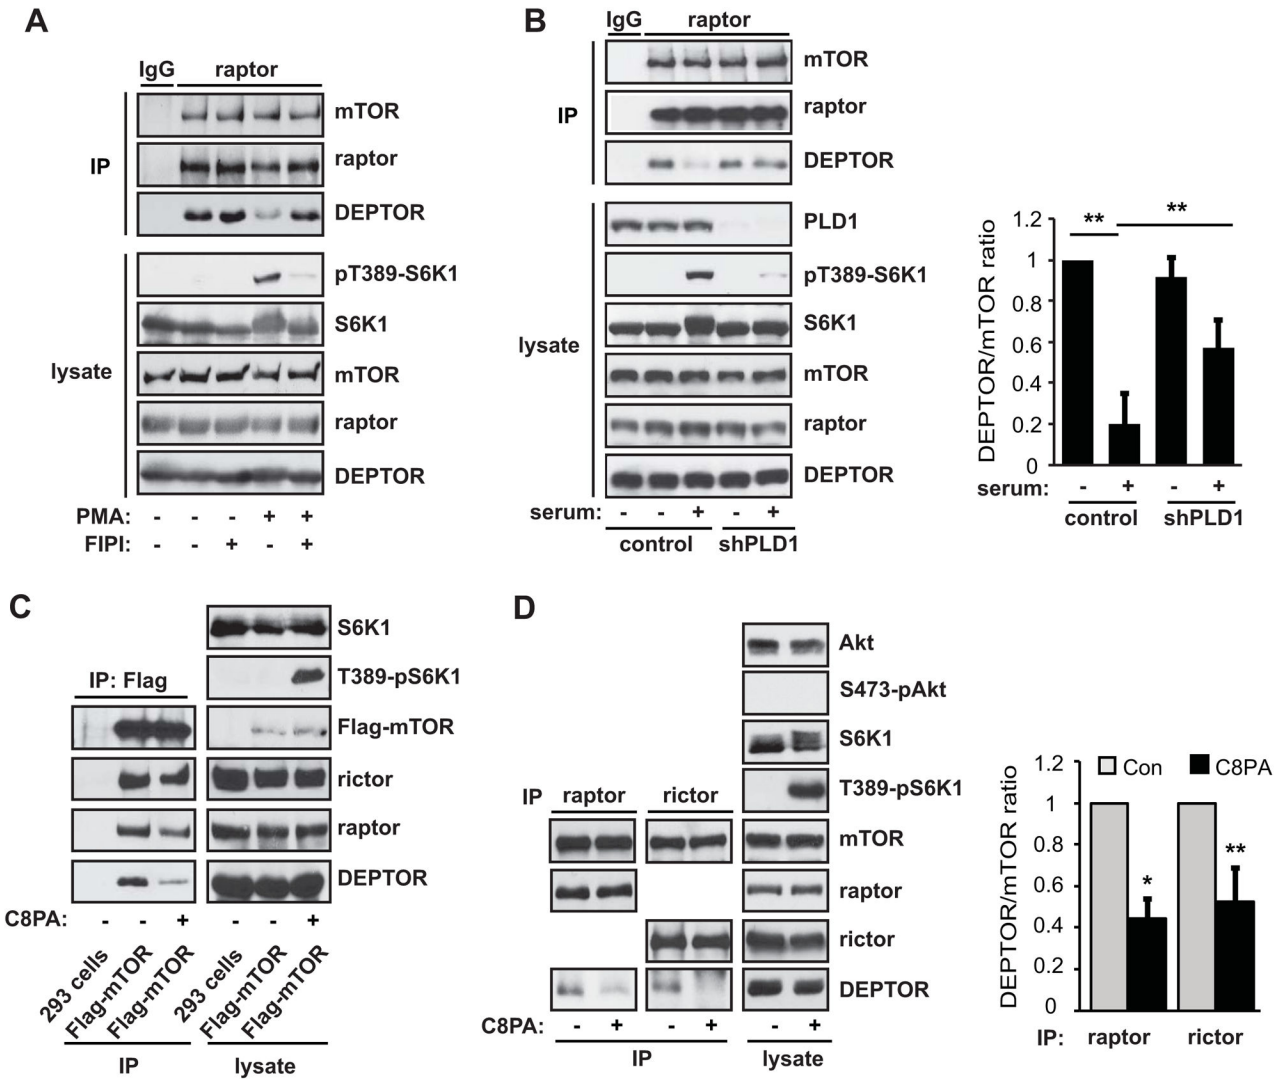 A
IgG raptor
mTOR
raptor
IP
DEPTOR
pT389-S6K1
S6K1
mTOR
lysate
raptor
DEPTOR
PMA: - - - + +
FIPI: - - + - +
B
IgG raptor
mTOR
raptor
IP
DEPTOR
PLD1
pT389-S6K1
S6K1
lysate
mTOR
raptor
DEPTOR
serum: - - + - +
control shPLD1
DEPTOR/mTOR ratio
1.2
1
0.8
0.6
0.4
0.2
0
** **
serum: - + - +
control shPLD1
C
S6K1
T389-pS6K1
IP: Flag
Flag-mTOR
rictor
raptor
DEPTOR
C8PA: - - + - - +
293 cells
Flag-mTOR
Flag-mTOR
293 cells
Flag-mTOR
Flag-mTOR
IP lysate
D
Akt
S473-pAkt
S6K1
T389-pS6K1
IP raptor rictor
mTOR
raptor
rictor
DEPTOR
C8PA: - + - + - +
IP lysate
DEPTOR/mTOR ratio
1.2
1
0.8
0.6
0.4
0.2
0
Con C8PA
* **
IP: raptor rictor